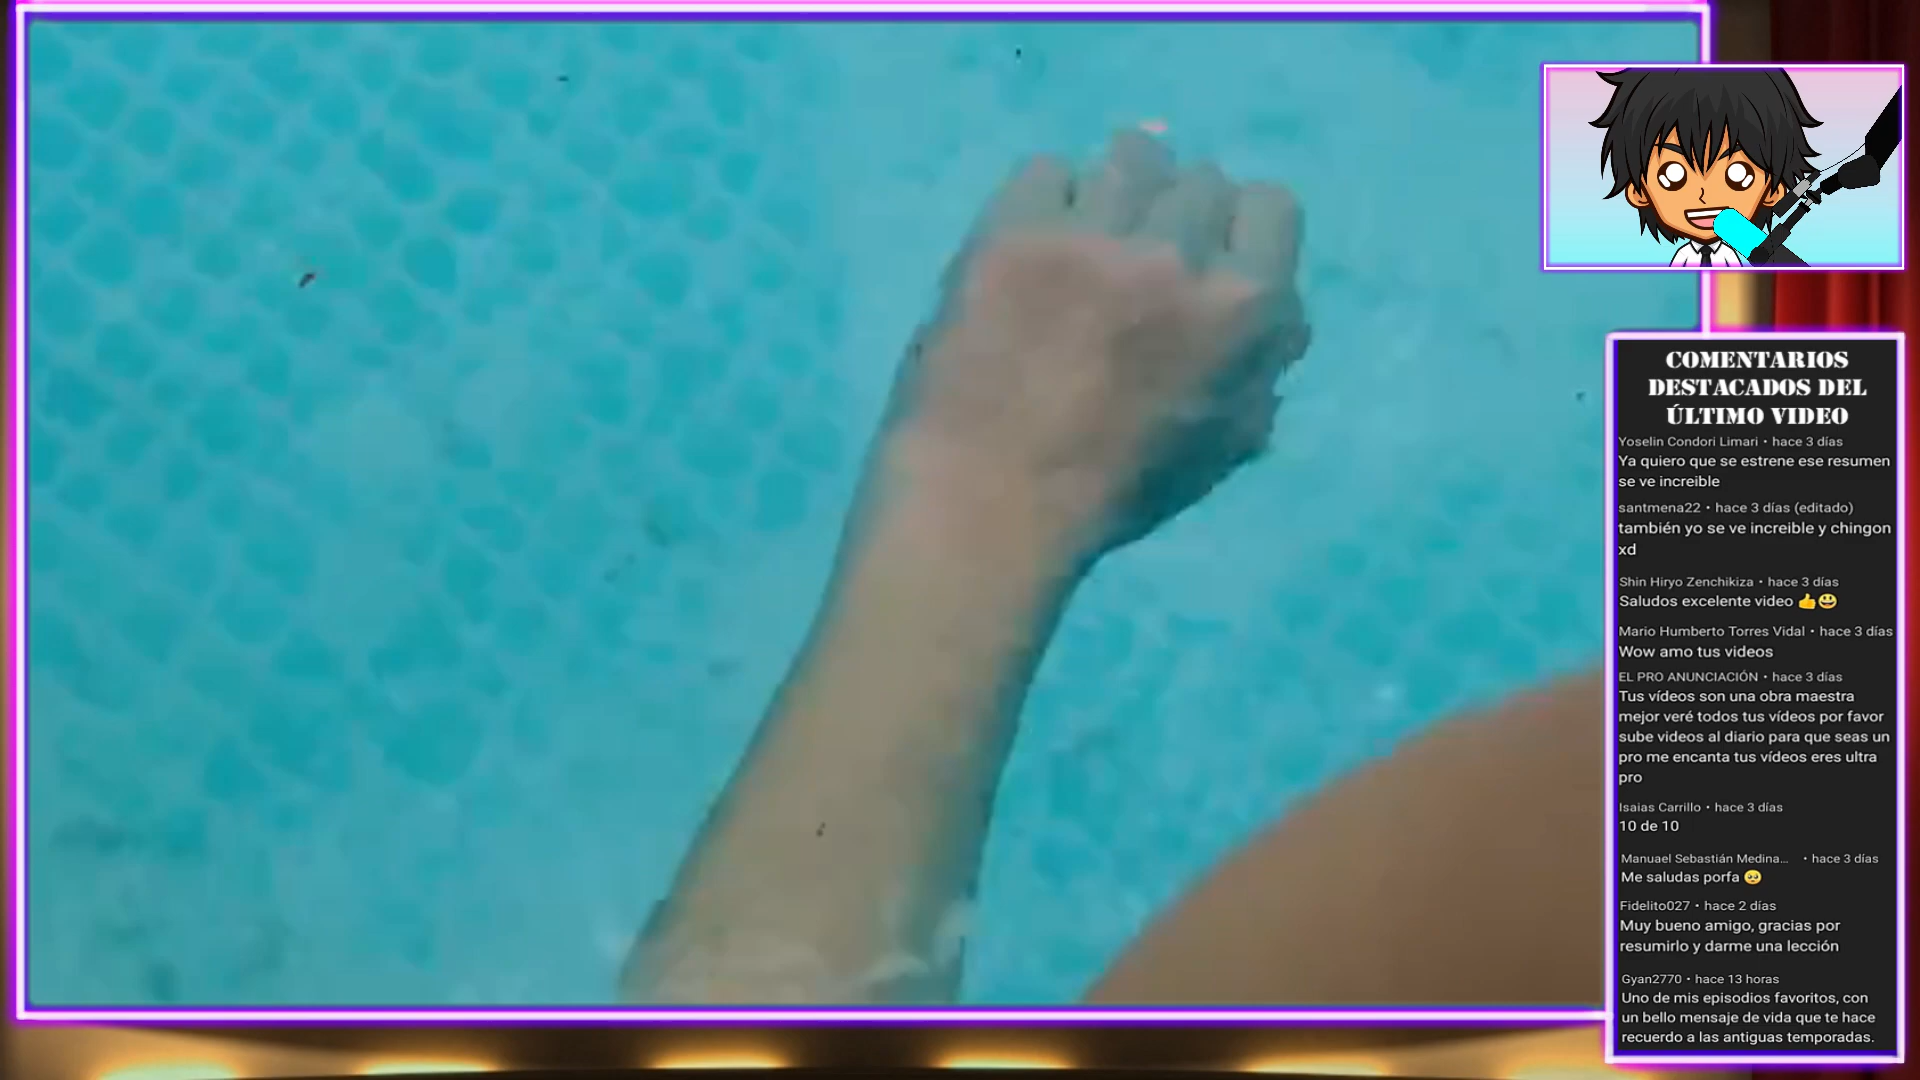 COMENTARIOS
DESTACADOS DEL
ÚLTIMO VIDEO
Yoselin Condori Limari • hace 3 días
Ya quiero que se estrene ese resumen
se ve increible
santmena22 • hace 3 días (editado)
también yo se ve increible y chingon
xd
Shin Hiryo Zenchikiza • hace 3 días
Saludos excelente video 👍😃
Mario Humberto Torres Vidal • hace 3 días
Wow amo tus videos
EL PRO ANUNCIACIÓN • hace 3 días
Tus vídeos son una obra maestra
mejor veré todos tus vídeos por favor
sube videos al diario para que seas un
pro me encanta tus vídeos eres ultra
pro
Isaias Carrillo • hace 3 días
10 de 10
Manuael Sebastián Medina... • hace 3 días
Me saludas porfa 🥺
Fidelito027 • hace 2 días
Muy bueno amigo, gracias por
resumirlo y darme una lección
Gyan2770 • hace 13 horas
Uno de mis episodios favoritos, con
un bello mensaje de vida que te hace
recuerdo a las antiguas temporadas.